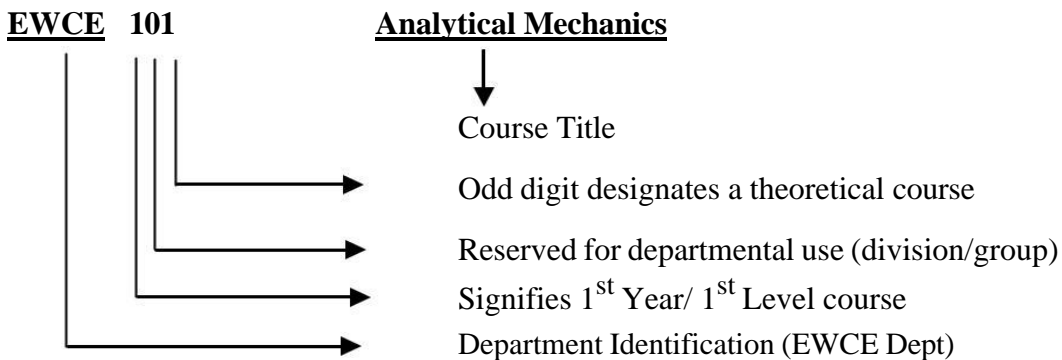 EWCE 101 Analytical Mechanics
Course Title
Odd digit designates a theoretical course
Reserved for departmental use (division/group)
Signifies 1st Year/ 1st Level course
Department Identification (EWCE Dept)